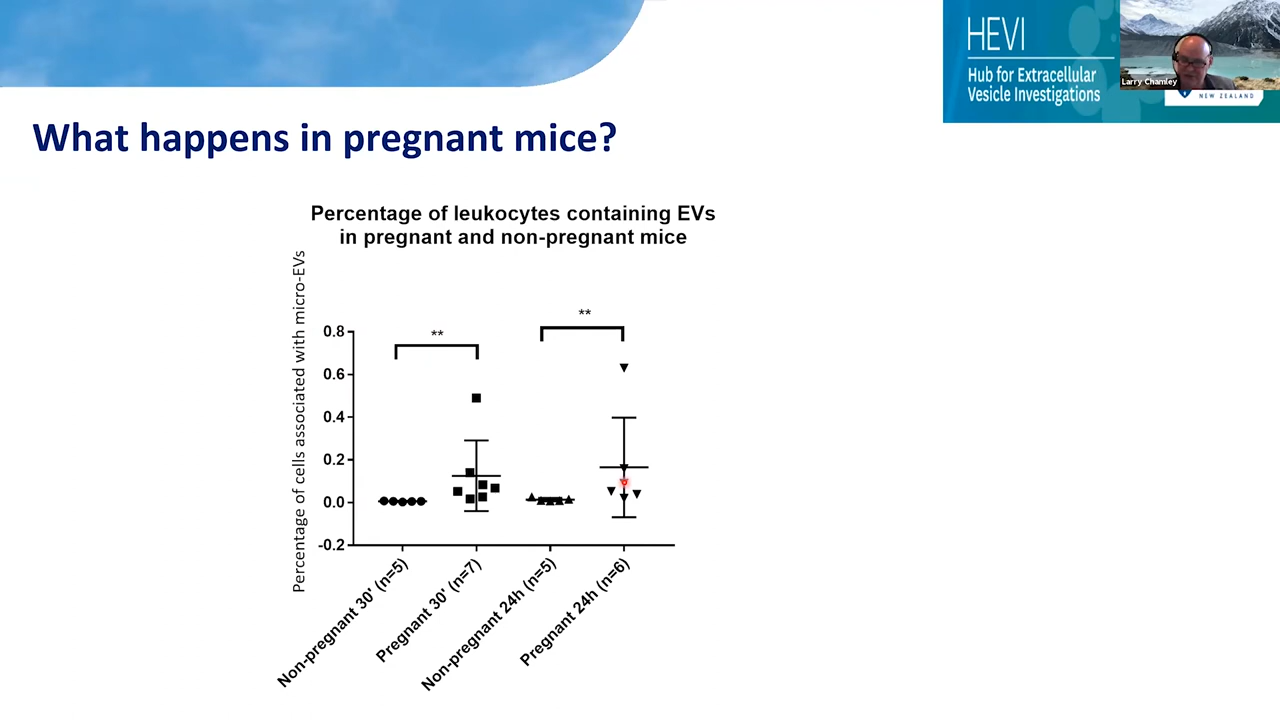 HEVI
Hub for Extracellular
Vesicle Investigations
Larry Chamley
NEW ZEALAND
What happens in pregnant mice?
Percentage of leukocytes containing EVs
in pregnant and non-pregnant mice
Percentage of cells associated with micro-EVs
0.8
0.6
0.4
0.2
0.0
-0.2
**
**
Non-pregnant 30' (n=5)
Pregnant 30' (n=7)
Non-pregnant 24h (n=5)
Pregnant 24h (n=6)